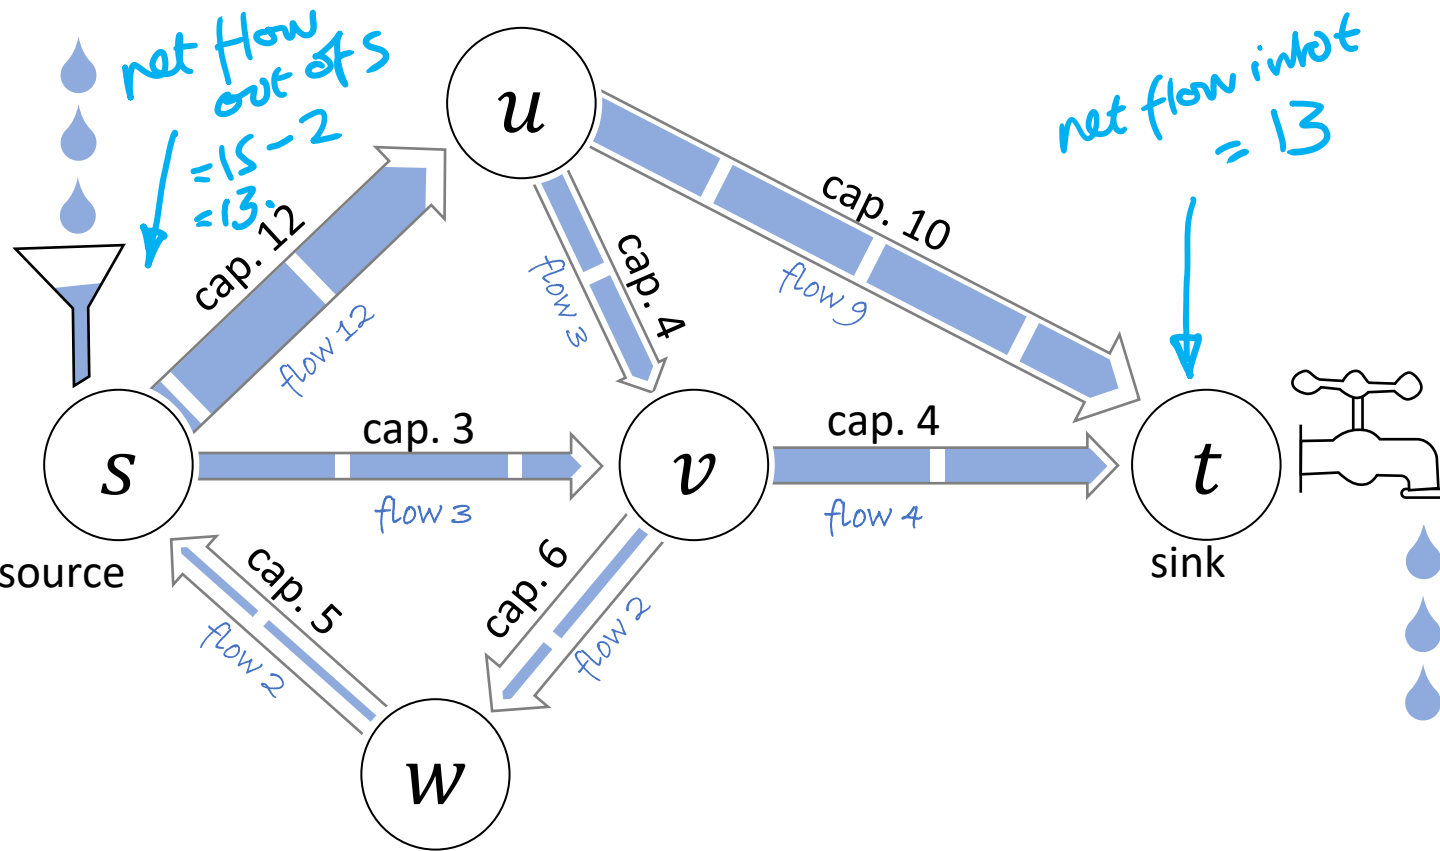 net flow
out of s
= 15 - 2
= 13.
net flow into t
= 13
u
cap. 12
flow 12
cap. 4
flow 3
cap. 10
flow 9
s
source
cap. 3
flow 3
v
cap. 4
flow 4
t
sink
cap. 5
flow 2
cap. 6
flow 2
w